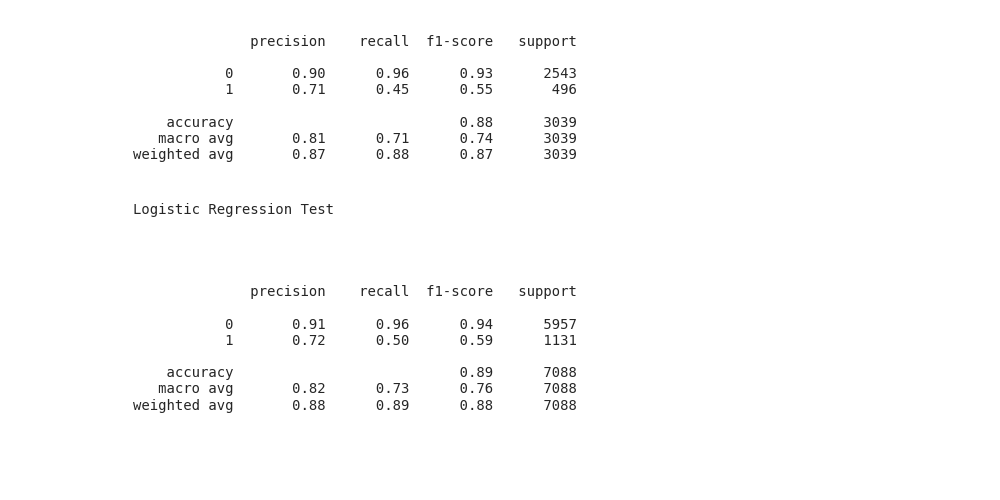 precision recall f1-score support
0 0.90 0.96 0.93 2543
1 0.71 0.45 0.55 496
accuracy 0.88 3039
macro avg 0.81 0.71 0.74 3039
weighted avg 0.87 0.88 0.87 3039
Logistic Regression Test
precision recall f1-score support
0 0.91 0.96 0.94 5957
1 0.72 0.50 0.59 1131
accuracy 0.89 7088
macro avg 0.82 0.73 0.76 7088
weighted avg 0.88 0.89 0.88 7088